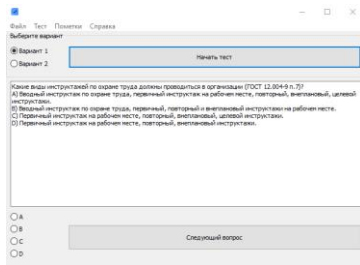 Файл Тест Пометки Справка
Выберите вариант
Вариант 1
Вариант 2
Начать тест
Какие виды инструктажей по охране труда должны проводиться в организации (ГОСТ 12.004-9 п.7)?
A) Вводный инструктаж по охране труда, первичный инструктаж на рабочем месте, повторный, внеплановый, целевой
инструктажи.
B) Вводный инструктаж по охране труда, первичный, повторный и внеплановый инструктажи на рабочем месте.
C) Первичный инструктаж на рабочем месте, повторный, внеплановый, целевой инструктажи.
D) Первичный инструктаж на рабочем месте, повторный, внеплановый инструктажи.
A
B
C
D
Следующий вопрос